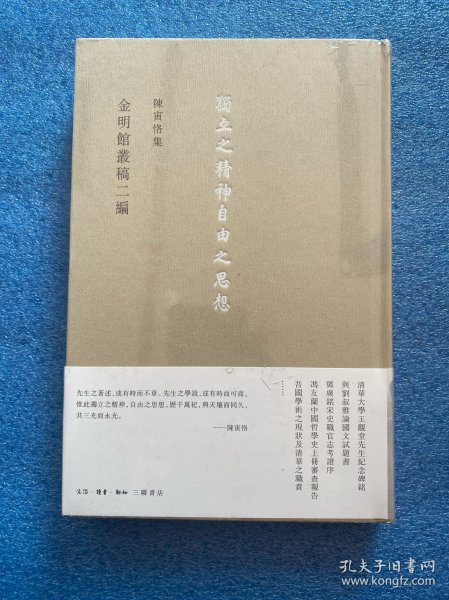 獨立之精神自由之思想
陳寅恪集
金明館叢稿二編
清華大學王觀堂先生紀念碑銘
與劉叔雅論國文試題書
鄧廣銘宋史職官志考證序
馮友蘭中國哲學史上冊審查報告
吾國學術之現狀及清華之職責
……
先生之著述，或有時而不章。先生之學說，或有時而可商。
惟此獨立之精神，自由之思想，歷千萬祀，與天壤而同久，
共三光而永光。
——陳寅恪
生活·讀書·新知 三聯書店
孔夫子旧书网
www.kongfz.com